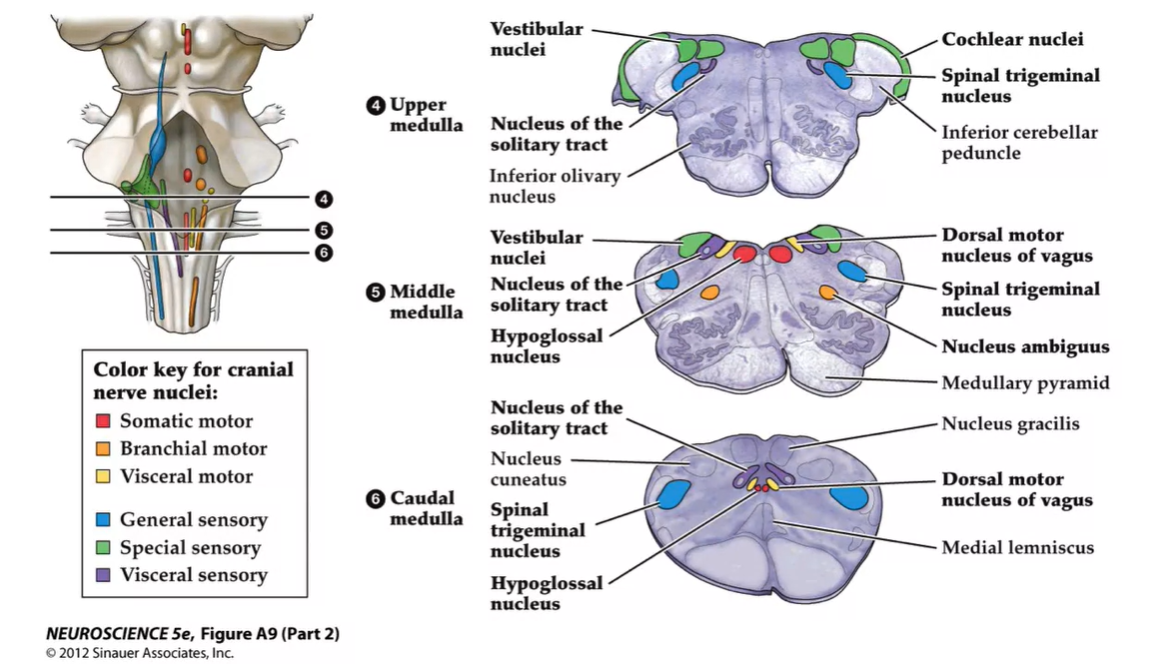 Vestibular
nuclei
Cochlear nuclei
Spinal trigeminal
nucleus
4 Upper
medulla
Nucleus of the
solitary tract
Inferior cerebellar
peduncle
Inferior olivary
nucleus
4
5
6
Vestibular
nuclei
Dorsal motor
nucleus of vagus
Nucleus of the
solitary tract
Spinal trigeminal
nucleus
5 Middle
medulla
Hypoglossal
nucleus
Nucleus ambiguus
Medullary pyramid
Color key for cranial
nerve nuclei:
Somatic motor
Branchial motor
Visceral motor
General sensory
Special sensory
Visceral sensory
Nucleus of the
solitary tract
Nucleus gracilis
Nucleus
cuneatus
Dorsal motor
nucleus of vagus
6 Caudal
medulla
Spinal
trigeminal
nucleus
Medial lemniscus
Hypoglossal
nucleus
NEUROSCIENCE 5e, Figure A9 (Part 2)
© 2012 Sinauer Associates, Inc.